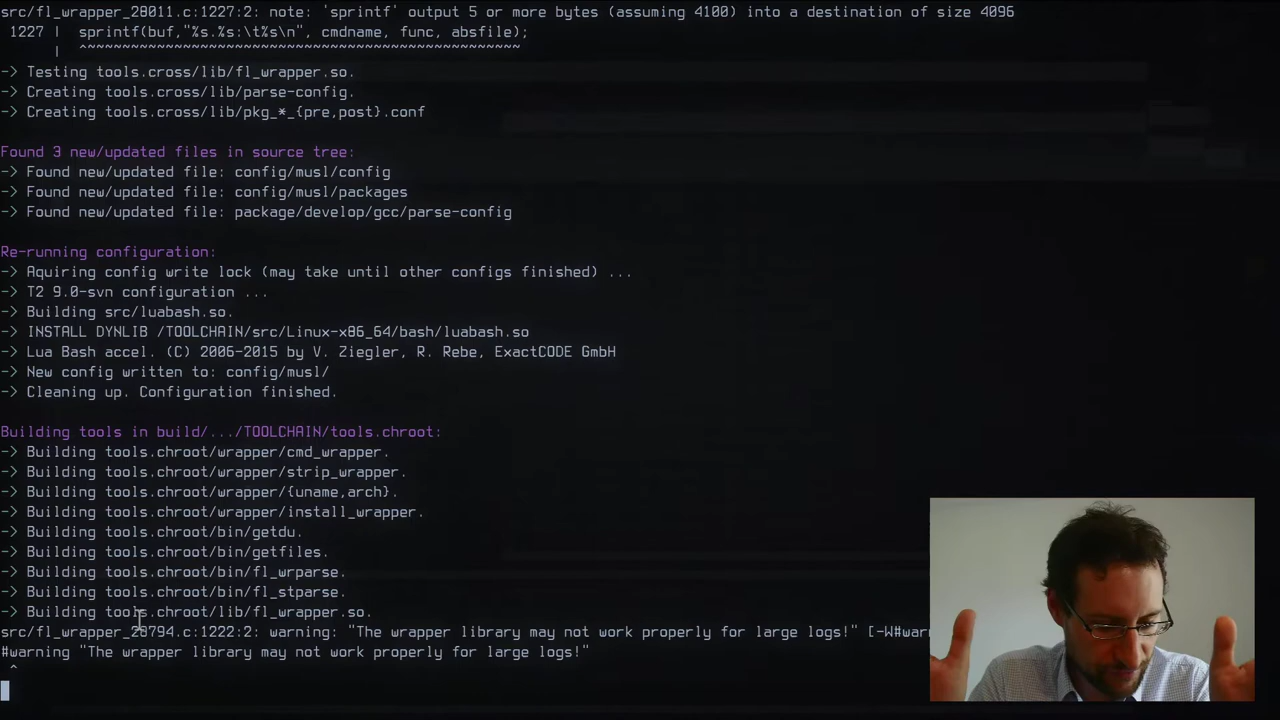 src/fl_wrapper_28011.c:1227:2: note: 'sprintf' output 5 or more bytes (assuming 4100) into a destination of size 4096
1227 | sprintf(buf,"%s.%s:\t%s\n", cmdname, func, absfile);
| ^~~~~~~~~~~~~~~~~~~~~~~~~~~~~~~~~~~~~~~~~~~~~~~~~~~
-> Testing tools.cross/lib/fl_wrapper.so.
-> Creating tools.cross/lib/parse-config.
-> Creating tools.cross/lib/pkg_*_{pre,post}.conf
Found 3 new/updated files in source tree:
-> Found new/updated file: config/musl/config
-> Found new/updated file: config/musl/packages
-> Found new/updated file: package/develop/gcc/parse-config
Re-running configuration:
-> Aquiring config write lock (may take until other configs finished) ...
-> T2 9.0-svn configuration ...
-> Building src/luabash.so.
-> INSTALL DYNLIB /TOOLCHAIN/src/Linux-x86_64/bash/luabash.so
-> Lua Bash accel. (C) 2006-2015 by V. Ziegler, R. Rebe, ExactCODE GmbH
-> New config written to: config/musl/
-> Cleaning up. Configuration finished.
Building tools in build/.../TOOLCHAIN/tools.chroot:
-> Building tools.chroot/wrapper/cmd_wrapper.
-> Building tools.chroot/wrapper/strip_wrapper.
-> Building tools.chroot/wrapper/{uname,arch}.
-> Building tools.chroot/wrapper/install_wrapper.
-> Building tools.chroot/bin/getdu.
-> Building tools.chroot/bin/getfiles.
-> Building tools.chroot/bin/fl_wrparse.
-> Building tools.chroot/bin/fl_stparse.
-> Building tools.chroot/lib/fl_wrapper.so.
src/fl_wrapper_28794.c:1222:2: warning: "The wrapper library may not work properly for large logs!" [-W#warn
#warning "The wrapper library may not work properly for large logs!"
^